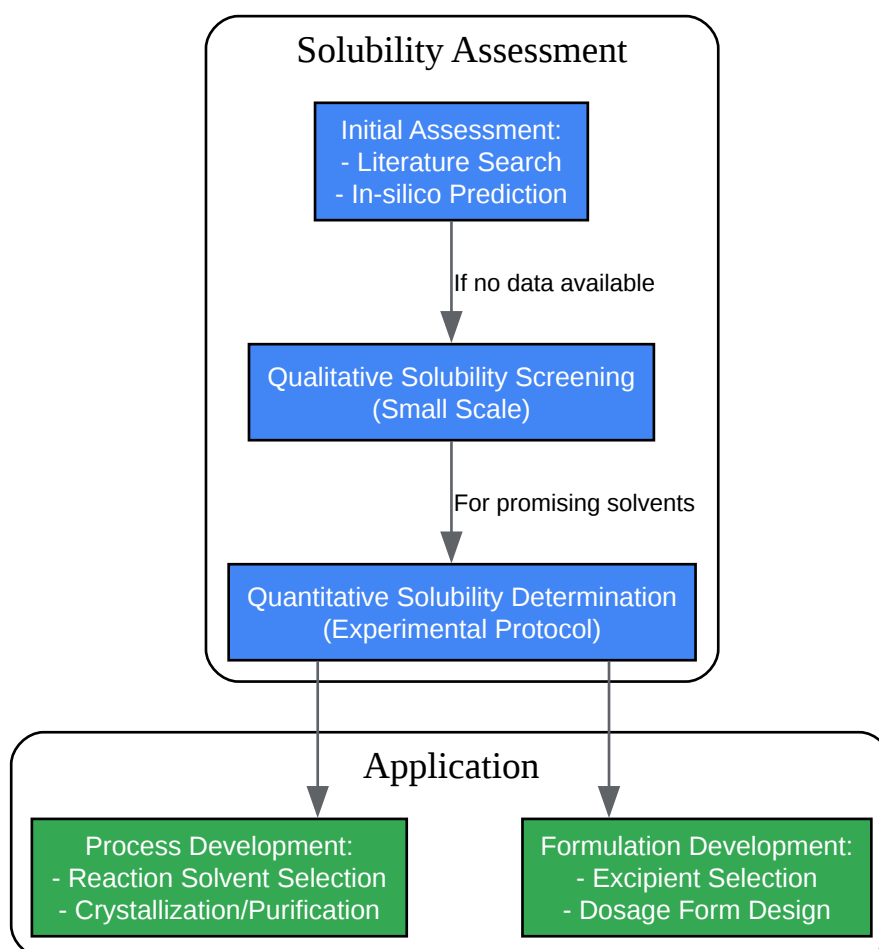 Solubility Assessment
Initial Assessment:
- Literature Search
- In-silico Prediction
If no data available
Qualitative Solubility Screening
(Small Scale)
For promising solvents
Quantitative Solubility Determination
(Experimental Protocol)
Application
Process Development:
- Reaction Solvent Selection
- Crystallization/Purification
Formulation Development:
- Excipient Selection
- Dosage Form Design